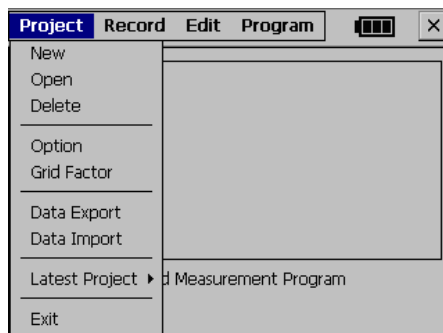 Project Record Edit Program
New
Open
Delete
Option
Grid Factor
Data Export
Data Import
Latest Project d Measurement Program
Exit